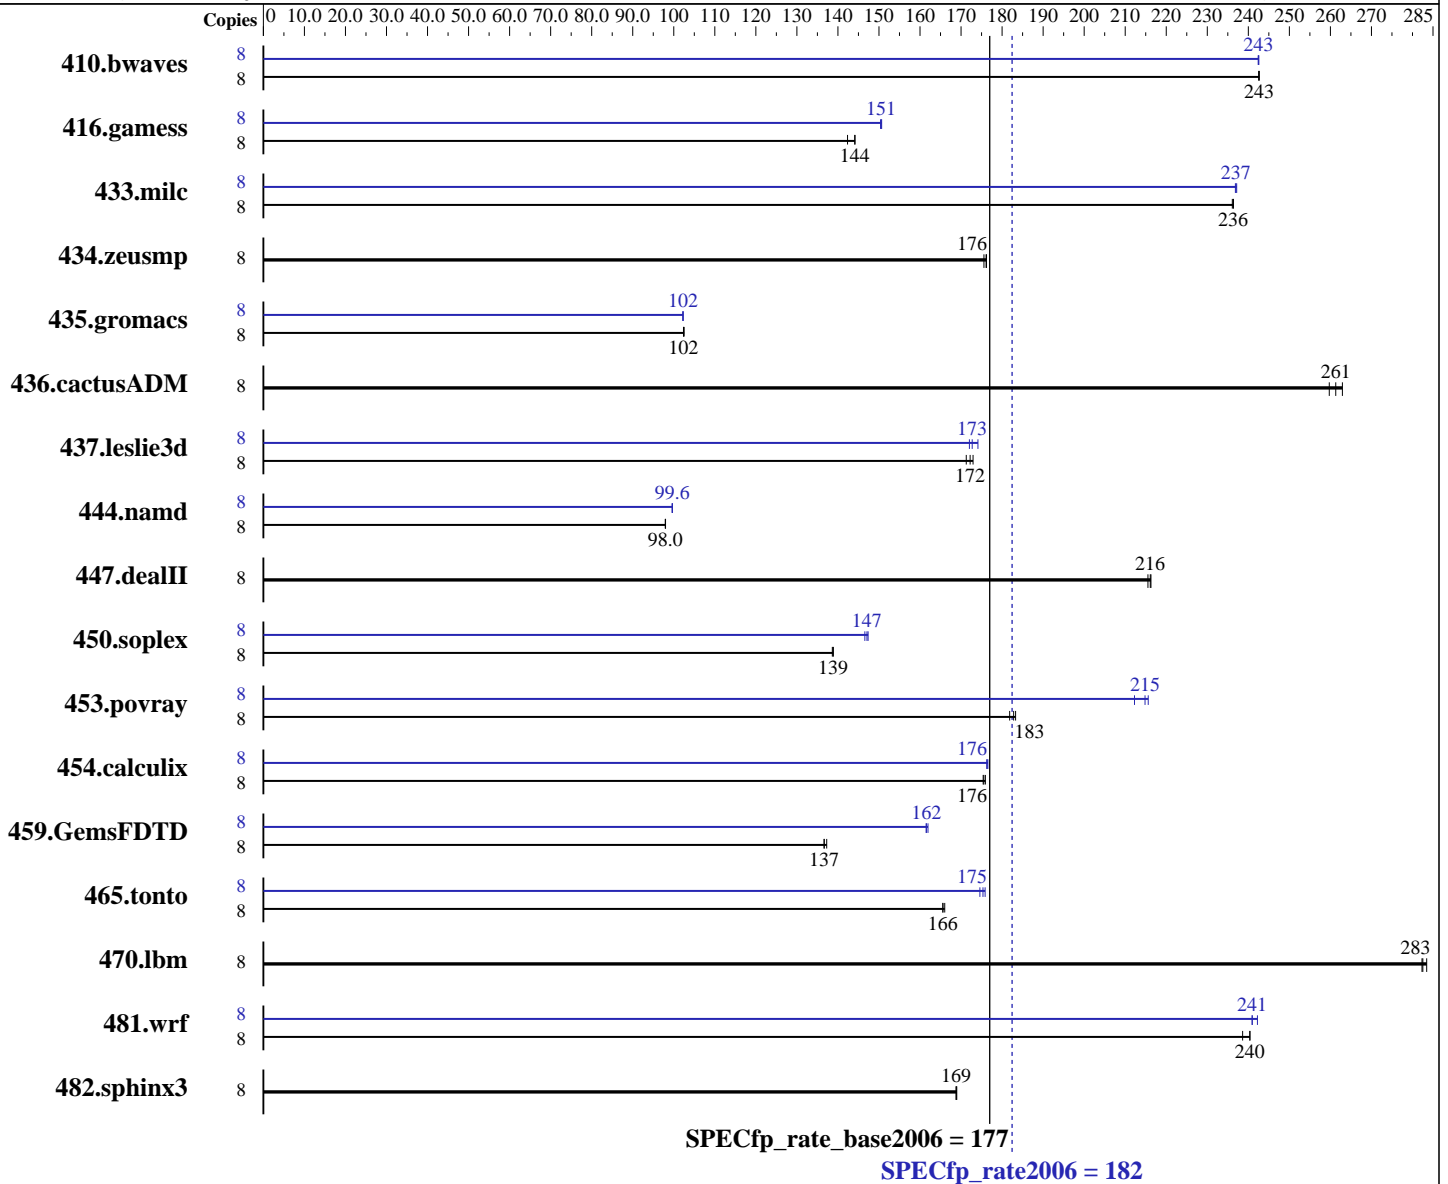 Copies 0 10.0 20.0 30.0 40.0 50.0 60.0 70.0 80.0 90.0 100 110 120 130 140 150 160 170 180 190 200 210 220 230 240 250 260 270 285
410.bwaves 8 243
8 243
416.gamess 8 151
8 144
433.milc 8 237
8 236
434.zeusmp 8 176
435.gromacs 8 102
8 102
436.cactusADM 8 261
437.leslie3d 8 173
8 172
444.namd 8 99.6
8 98.0
447.dealII 8 216
450.soplex 8 147
8 139
453.povray 8 215
8 183
454.calculix 8 176
8 176
459.GemsFDTD 8 162
8 137
465.tonto 8 175
8 166
470.lbm 8 283
481.wrf 8 241
8 240
482.sphinx3 8 169
SPECfp_rate_base2006 = 177
SPECfp_rate2006 = 182